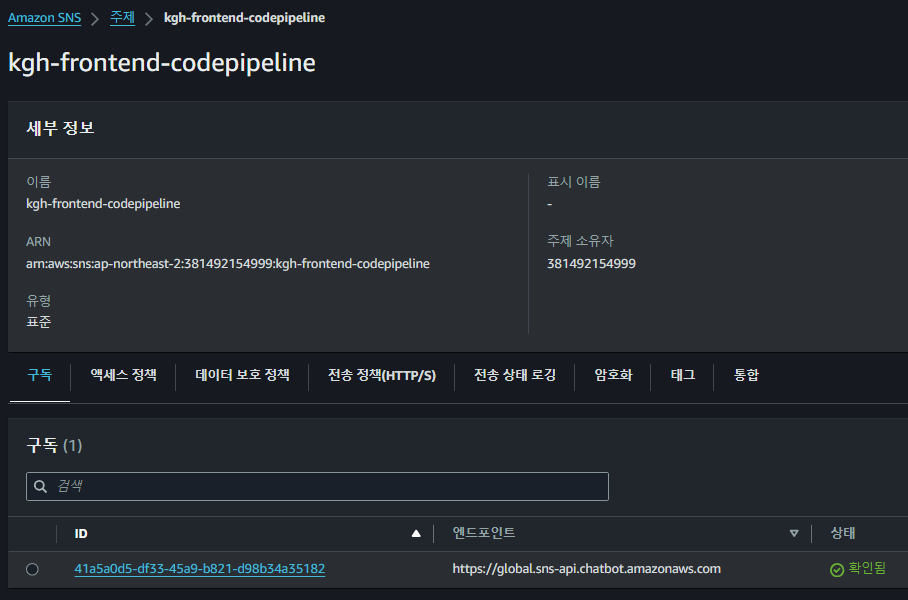 Amazon SNS > 주제 > kgh-frontend-codepipeline
kgh-frontend-codepipeline
세부 정보
이름
kgh-frontend-codepipeline
표시 이름
-
ARN
arn:aws:sns:ap-northeast-2:381492154999:kgh-frontend-codepipeline
주제 소유자
381492154999
유형
표준
구독 액세스 정책 데이터 보호 정책 전송 정책(HTTP/S) 전송 상태 로깅 암호화 태그 통합
구독 (1)
검색
ID 엔드포인트 상태
41a5a0d5-df33-45a9-b821-d98b34a35182 https://global.sns-api.chatbot.amazonaws.com 확인됨